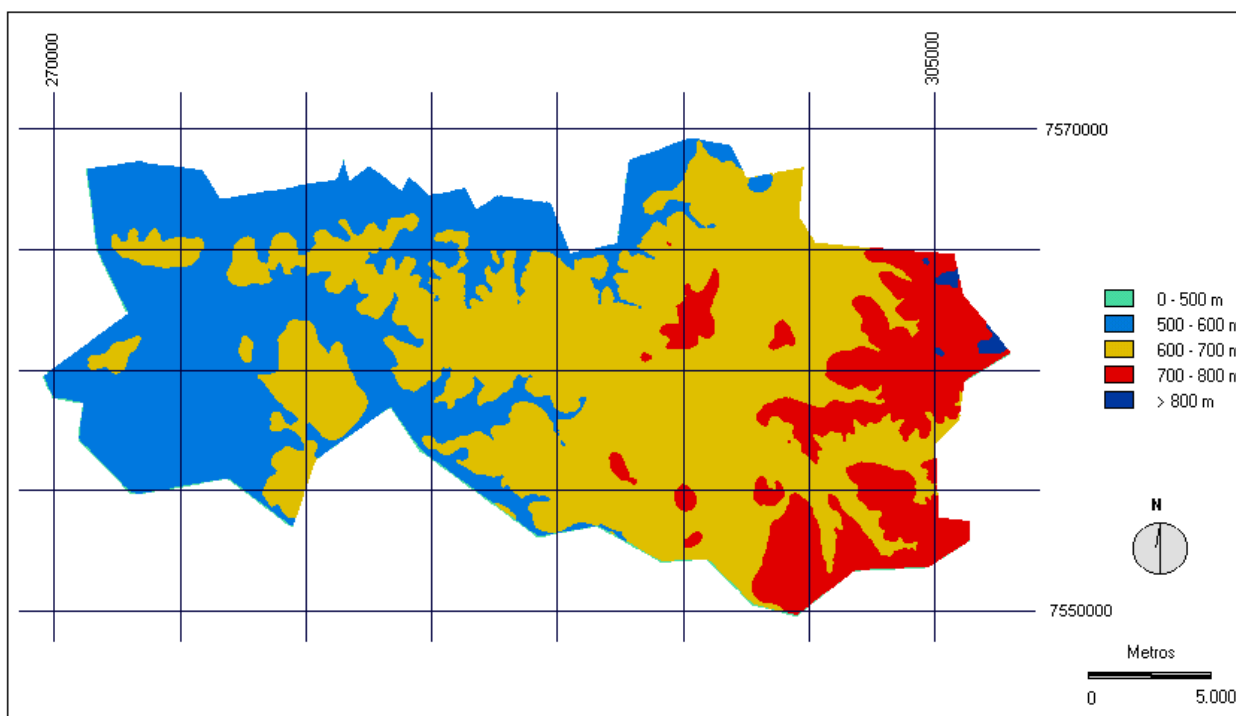 270000
305000
7570000
0 - 500 m
500 - 600 m
600 - 700 m
700 - 800 m
> 800 m
N
7550000
Metros
0 5.000